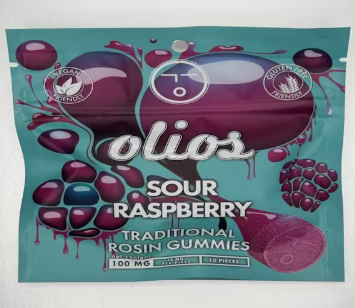 VEGAN
FRIENDLY
GLUTEN FREE
FRIENDLY
olios
SOUR
RASPBERRY
TRADITIONAL
ROSIN GUMMIES
100 MG
10 PIECES